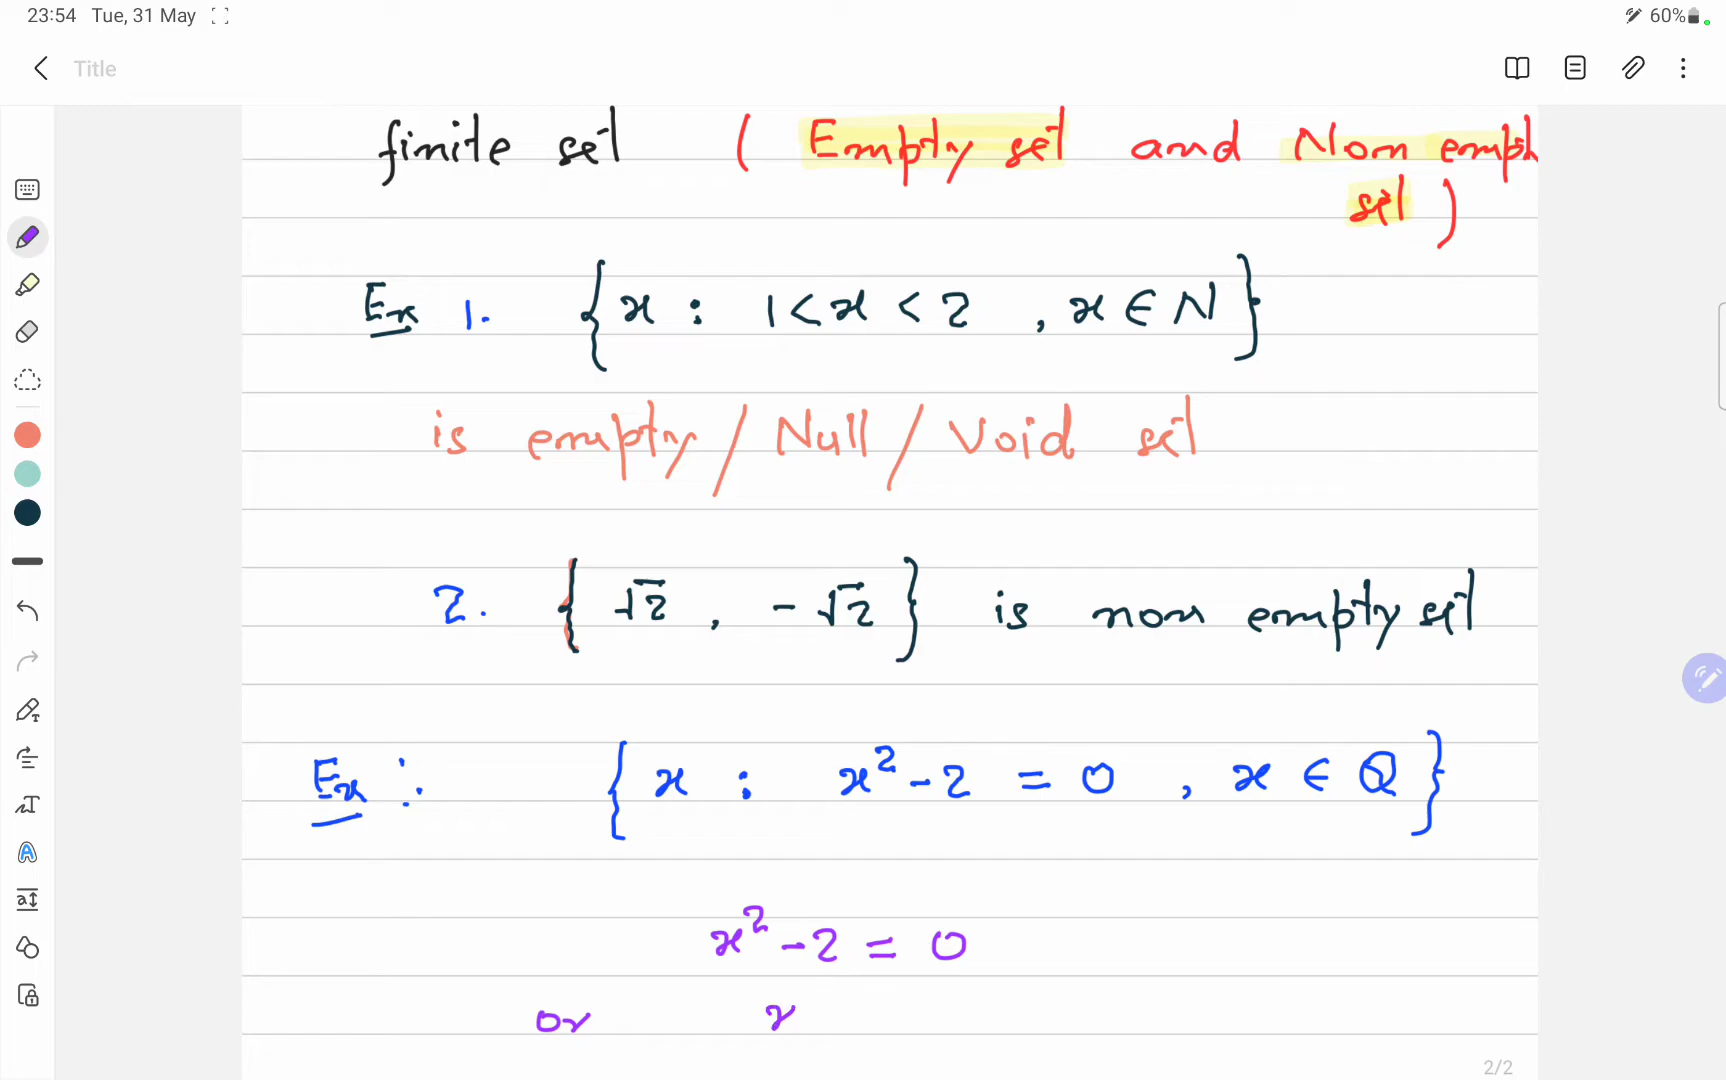 23:54 Tue, 31 May 60%
Title
finite set ( Empty set and Non empty
set )
Ex 1. { x : 1 < x < 2 , x ∈ N }
is empty / Null / Void set
2. { √2 , - √2 } is non empty set
Ex : { x : x² - 2 = 0 , x ∈ Q }
x² - 2 = 0
or
2/2